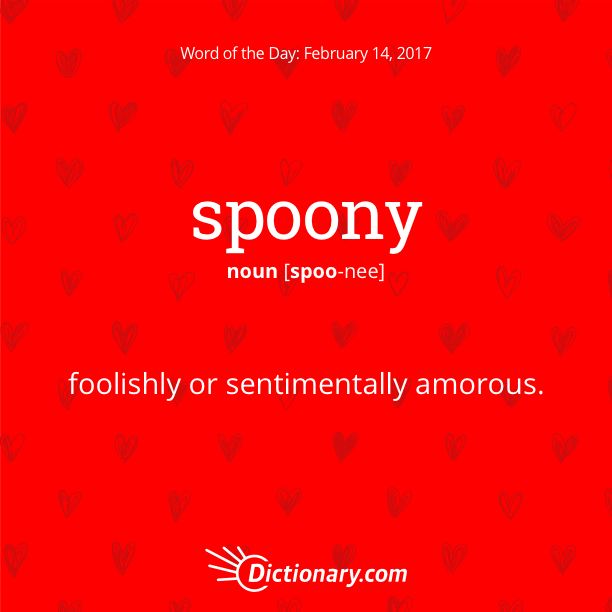 Word of the Day: February 14, 2017
spoony
noun [spoo-nee]
foolishly or sentimentally amorous.
Dictionary.com